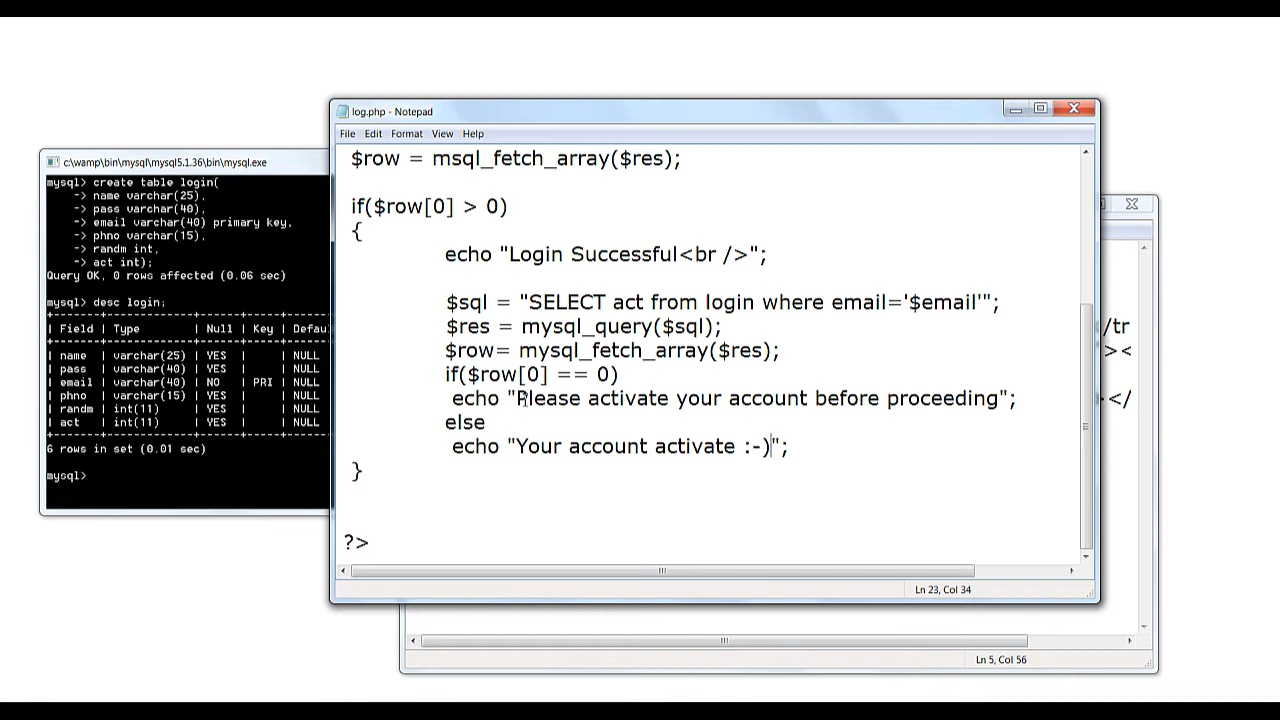 log.php - Notepad
File Edit Format View Help
$row = msql_fetch_array($res);
if($row[0] > 0)
{
echo "Login Successful<br />";
$sql = "SELECT act from login where email='$email'";
$res = mysql_query($sql);
$row= mysql_fetch_array($res);
if($row[0] == 0)
echo "Please activate your account before proceeding";
else
echo "Your account activate :-)";
}
?>
Ln 23, Col 34
c:\wamp\bin\mysql\mysql5.1.36\bin\mysql.exe
mysql> create table login(
-> name varchar(25),
-> pass varchar(40),
-> email varchar(40) primary key,
-> phno varchar(15),
-> randm int,
-> act int);
Query OK, 0 rows affected (0.06 sec)
mysql> desc login;
+-------+-------------+------+-----+-------
| Field | Type | Null | Key | Defau
+-------+-------------+------+-----+-------
| name | varchar(25) | YES | | NULL
| pass | varchar(40) | YES | | NULL
| email | varchar(40) | NO | PRI | NULL
| phno | varchar(15) | YES | | NULL
| randm | int(11) | YES | | NULL
| act | int(11) | YES | | NULL
+-------+-------------+------+-----+-------
6 rows in set (0.01 sec)
mysql>
/tr
><
</
Ln 5, Col 56